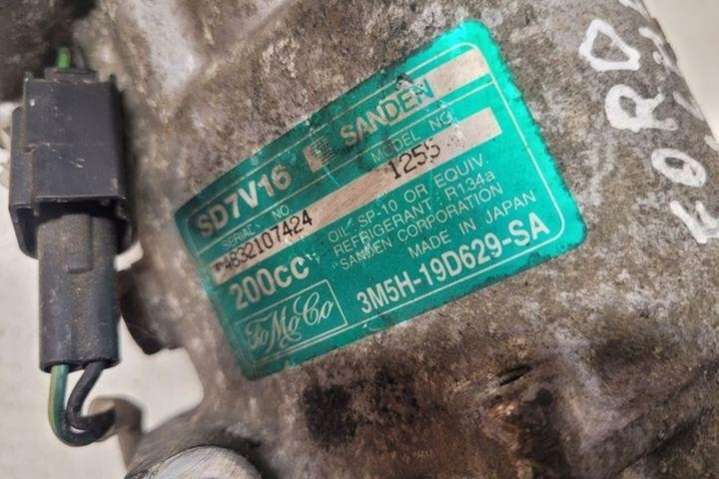 SD7V16 SANDEN
SERIAL NO. MODEL NO.
4832107424 1255
200CC OIL SP-10 OR EQUIV.
REFRIGERANT R134a
SANDEN CORPORATION
MADE IN JAPAN
FoMoCo 3M5H-19D629-SA
FORD